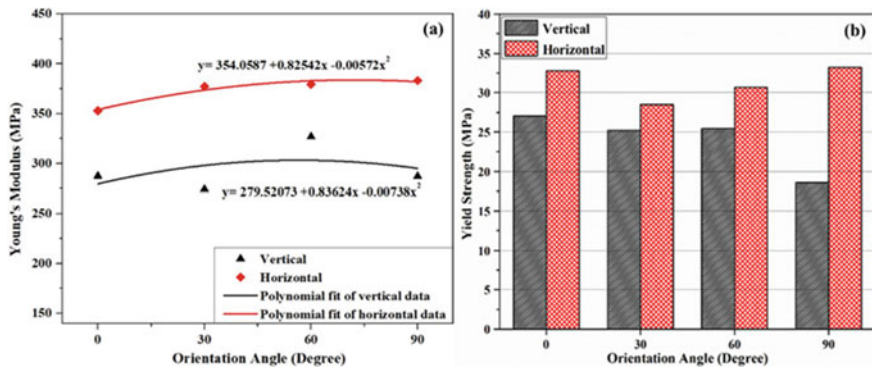 (a)
y= 354.0587 +0.82542x -0.00572x²
y= 279.52073 +0.83624x -0.00738x²
Young's Modulus (MPa)
450
400
350
300
250
200
150
Vertical
Horizontal
Polynomial fit of vertical data
Polynomial fit of horizontal data
0 30 60 90
Orientation Angle (Degree)
(b)
Vertical
Horizontal
Yield Strength (MPa)
40
35
30
25
20
15
10
5
0
0 30 60 90
Orientation Angle (Degree)